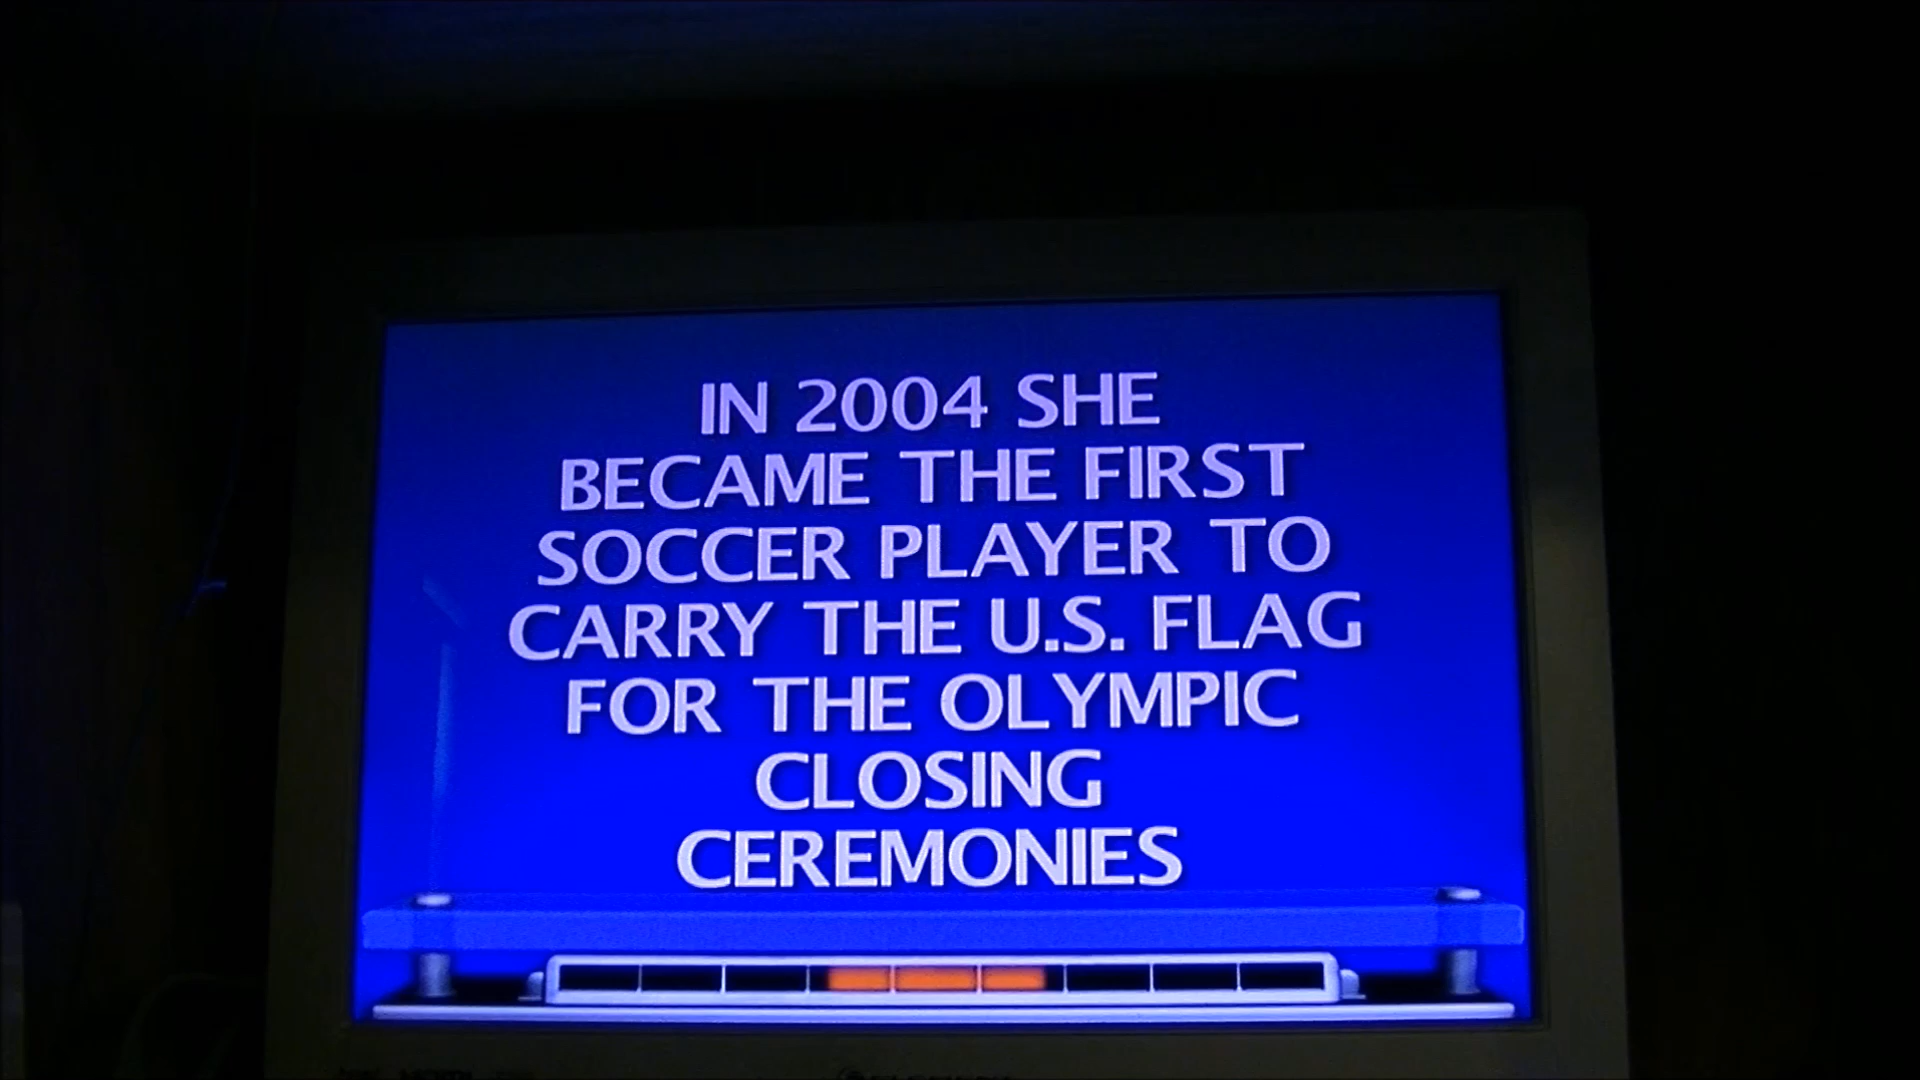 IN 2004 SHE
BECAME THE FIRST
SOCCER PLAYER TO
CARRY THE U.S. FLAG
FOR THE OLYMPIC
CLOSING
CEREMONIES